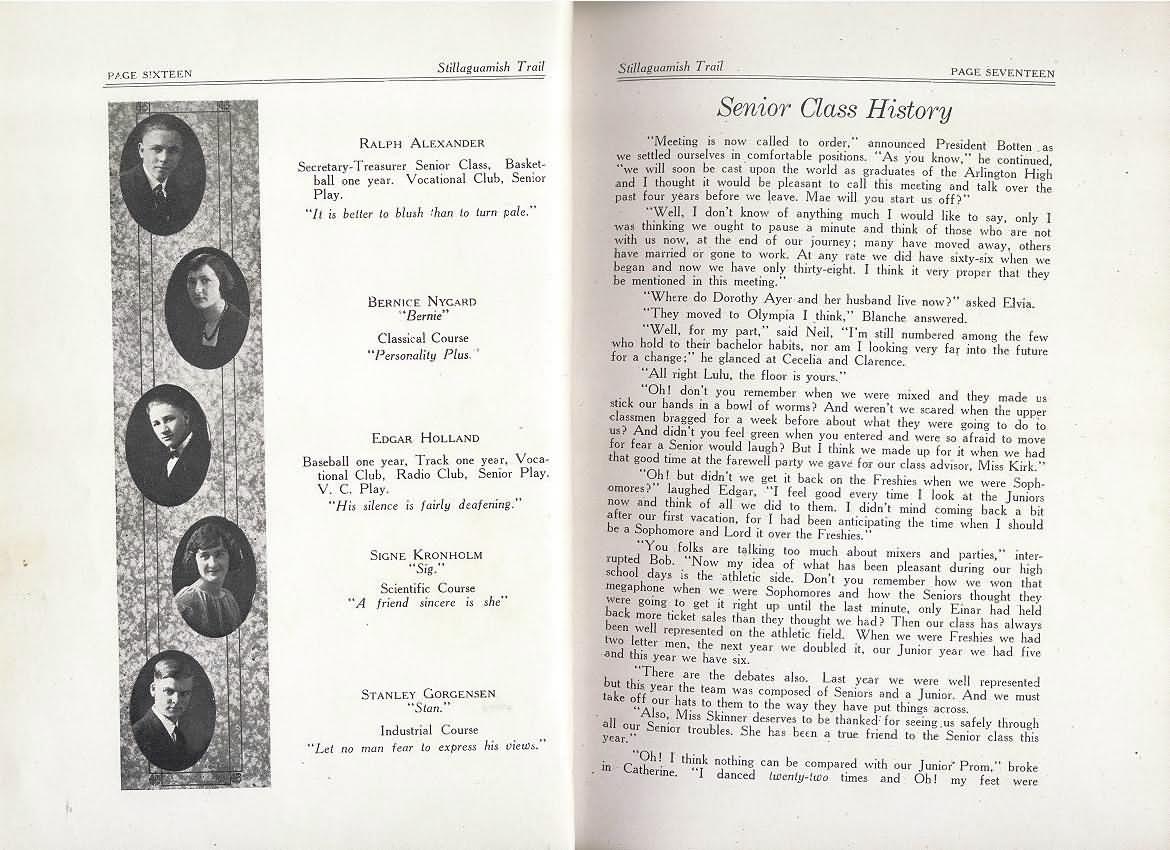 PAGE SIXTEEN
Stillaguamish Trail
RALPH ALEXANDER
Secretary-Treasurer Senior Class, Basket-
ball one year. Vocational Club, Senior
Play.
"It is better to blush than to turn pale."
BERNICE NYGARD
"Bernie"
Classical Course
"Personality Plus."
EDGAR HOLLAND
Baseball one year, Track one year, Voca-
tional Club, Radio Club, Senior Play.
V. C. Play.
"His silence is fairly deafening."
SIGNE KRONHOLM
"Sig."
Scientific Course
"A friend sincere is she"
STANLEY GORGENSEN
"Stan."
Industrial Course
"Let no man fear to express his views."
Stillaguamish Trail
PAGE SEVENTEEN
Senior Class History
"Meeting is now called to order," announced President Botten as
we settled ourselves in comfortable positions. "As you know," he continued,
"we will soon be cast upon the world as graduates of the Arlington High
and I thought it would be pleasant to call this meeting and talk over the
past four years before we leave. Mae will you start us off?"
"Well, I don't know of anything much I would like to say, only I
was thinking we ought to pause a minute and think of those who are not
with us now, at the end of our journey; many have moved away, others
have married or gone to work. At any rate we did have sixty-six when we
began and now we have only thirty-eight. I think it very proper that they
be mentioned in this meeting."
"Where do Dorothy Ayer and her husband live now?" asked Elvia.
"They moved to Olympia I think," Blanche answered.
"Well, for my part," said Neil, "I'm still numbered among the few
who hold to their bachelor habits, nor am I looking very far into the future
for a change;" he glanced at Cecelia and Clarence.
"All right Lulu, the floor is yours."
"Oh! don't you remember when we were mixed and they made us
stick our hands in a bowl of worms? And weren't we scared when the upper
classmen bragged for a week before about what they were going to do to
us? And didn't you feel green when you entered and were so afraid to move
for fear a Senior would laugh? But I think we made up for it when we had
that good time at the farewell party we gave for our class advisor, Miss Kirk."
"Oh! but didn't we get it back on the Freshies when we were Soph-
omores?" laughed Edgar, "I feel good every time I look at the Juniors
now and think of all we did to them. I didn't mind coming back a bit
after our first vacation, for I had been anticipating the time when I should
be a Sophomore and Lord it over the Freshies."
"You folks are talking too much about mixers and parties," inter-
rupted Bob. "Now my idea of what has been pleasant during our high
school days is the athletic side. Don't you remember how we won that
megaphone when we were Sophomores and how the Seniors thought they
were going to get it right up until the last minute, only Einar had held
back more ticket sales than they thought we had? Then our class has always
been well represented on the athletic field. When we were Freshies we had
two letter men, the next year we doubled it, our Junior year we had five
and this year we have six.
"There are the debates also. Last year we were well represented
but this year the team was composed of Seniors and a Junior. And we must
take off our hats to them to the way they have put things across.
"Also, Miss Skinner deserves to be thanked for seeing us safely through
all our Senior troubles. She has been a true friend to the Senior class this
year."
"Oh! I think nothing can be compared with our Junior Prom," broke
in Catherine. "I danced twenty-two times and Oh! my feet were